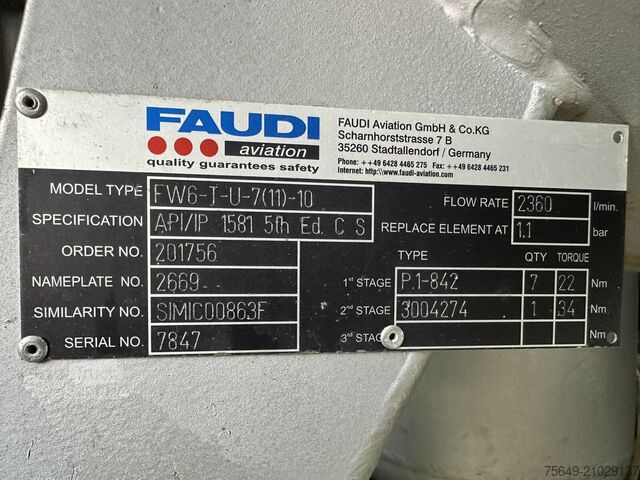 FAUDI
aviation
quality guarantees safety
FAUDI Aviation GmbH & Co.KG
Scharnhorststrasse 7 B
35260 Stadtallendorf / Germany
Phone: ++49 6428 4465 275 Fax: ++49 6428 4465 231
Internet: http:\\www.faudi-aviation.com
MODEL TYPE FW6-T-U-7(11)-10
FLOW RATE 2360 l/min.
SPECIFICATION API/IP 1581 5th Ed. C S
REPLACE ELEMENT AT 1.1 bar
ORDER NO. 201756
TYPE QTY TORQUE
NAMEPLATE NO. 2669
1st STAGE P.1-842 7 22 Nm
SIMILARITY NO. SIMIC00863F
2nd STAGE 3004274 1 34 Nm
SERIAL NO. 7847
3rd STAGE Nm
75649-21029137